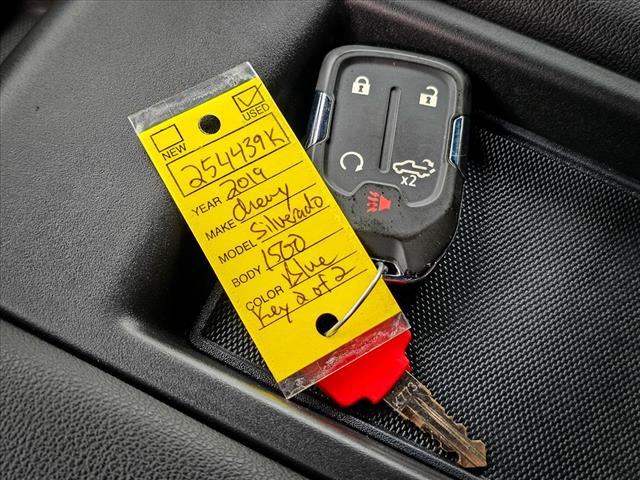 NEW
USED
254439K
YEAR 2019
MAKE Chevy
MODEL Silverado
BODY 1500
COLOR blue
Key 2 of 2
x2